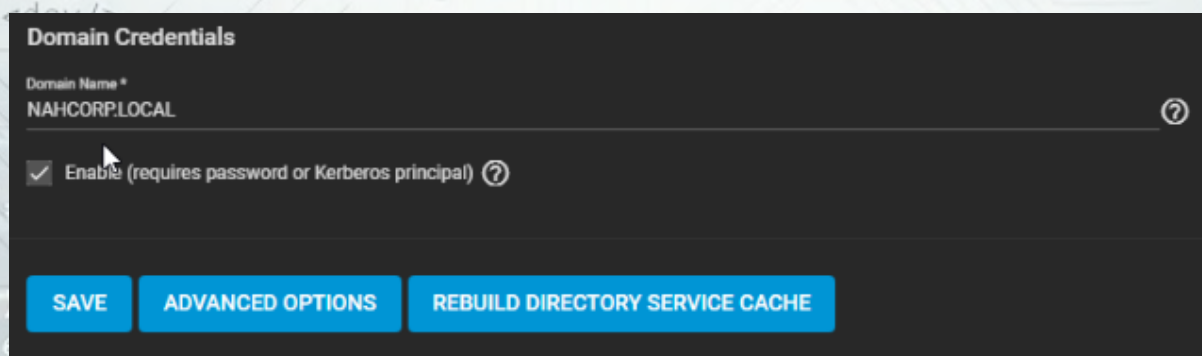 <dev/>
Domain Credentials
Domain Name *
NAHCORP.LOCAL
Enable (requires password or Kerberos principal)
SAVE
ADVANCED OPTIONS
REBUILD DIRECTORY SERVICE CACHE